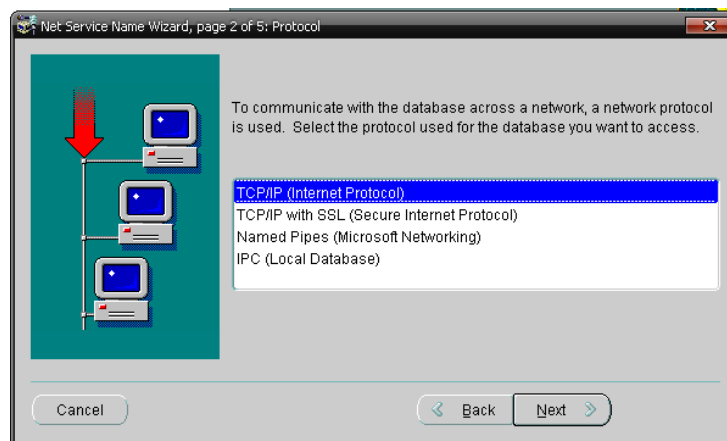 Net Service Name Wizard, page 2 of 5: Protocol
To communicate with the database across a network, a network protocol
is used. Select the protocol used for the database you want to access.
TCP/IP (Internet Protocol)
TCP/IP with SSL (Secure Internet Protocol)
Named Pipes (Microsoft Networking)
IPC (Local Database)
Cancel
Back
Next